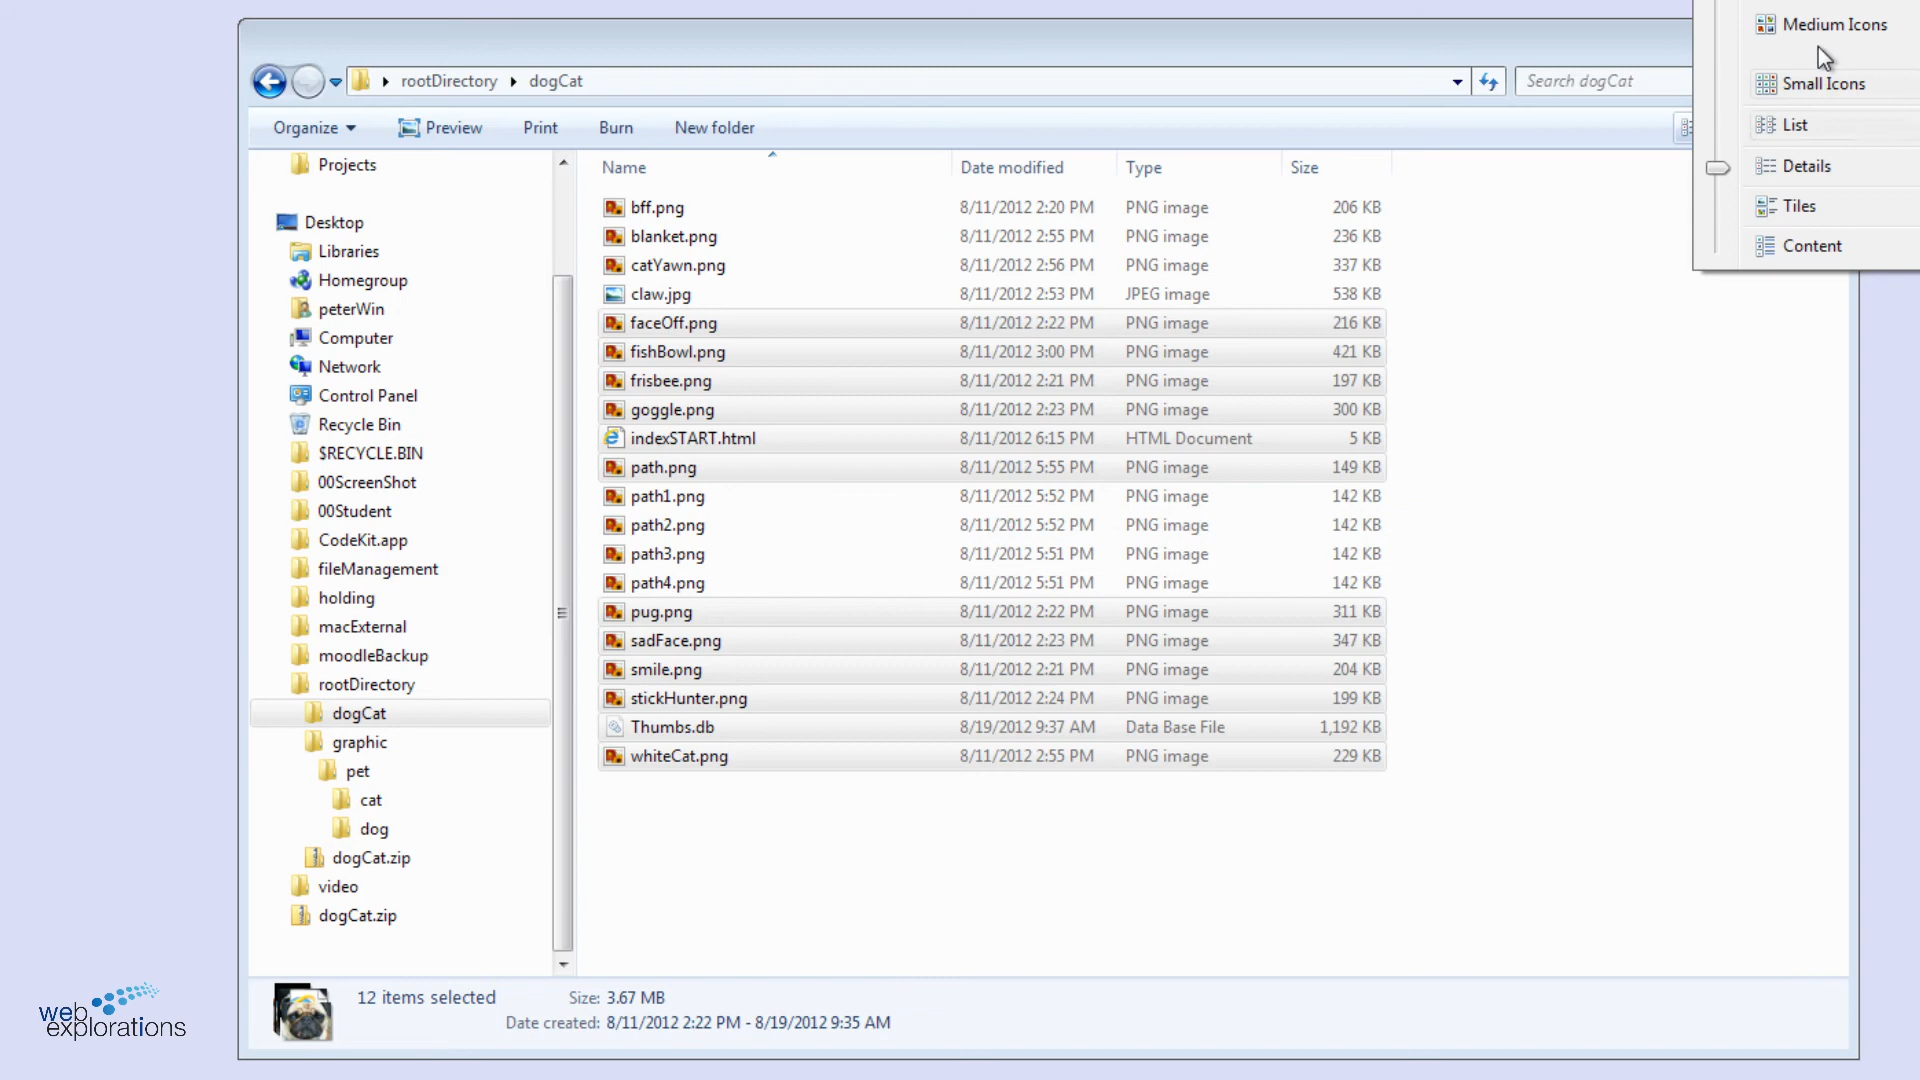 Medium Icons
Small Icons
List
Details
Tiles
Content
rootDirectory dogCat
Search dogCat
Organize Preview Print Burn New folder
Projects
Desktop
Libraries
Homegroup
peterWin
Computer
Network
Control Panel
Recycle Bin
$RECYCLE.BIN
00ScreenShot
00Student
CodeKit.app
fileManagement
holding
macExternal
moodleBackup
rootDirectory
dogCat
graphic
pet
cat
dog
dogCat.zip
video
dogCat.zip
Name Date modified Type Size
bff.png 8/11/2012 2:20 PM PNG image 206 KB
blanket.png 8/11/2012 2:55 PM PNG image 236 KB
catYawn.png 8/11/2012 2:56 PM PNG image 337 KB
claw.jpg 8/11/2012 2:53 PM JPEG image 538 KB
faceOff.png 8/11/2012 2:22 PM PNG image 216 KB
fishBowl.png 8/11/2012 3:00 PM PNG image 421 KB
frisbee.png 8/11/2012 2:21 PM PNG image 197 KB
goggle.png 8/11/2012 2:23 PM PNG image 300 KB
indexSTART.html 8/11/2012 6:15 PM HTML Document 5 KB
path.png 8/11/2012 5:55 PM PNG image 149 KB
path1.png 8/11/2012 5:52 PM PNG image 142 KB
path2.png 8/11/2012 5:52 PM PNG image 142 KB
path3.png 8/11/2012 5:51 PM PNG image 142 KB
path4.png 8/11/2012 5:51 PM PNG image 142 KB
pug.png 8/11/2012 2:22 PM PNG image 311 KB
sadFace.png 8/11/2012 2:23 PM PNG image 347 KB
smile.png 8/11/2012 2:21 PM PNG image 204 KB
stickHunter.png 8/11/2012 2:24 PM PNG image 199 KB
Thumbs.db 8/19/2012 9:37 AM Data Base File 1,192 KB
whiteCat.png 8/11/2012 2:55 PM PNG image 229 KB
12 items selected Size: 3.67 MB
Date created: 8/11/2012 2:22 PM - 8/19/2012 9:35 AM
web
explorations